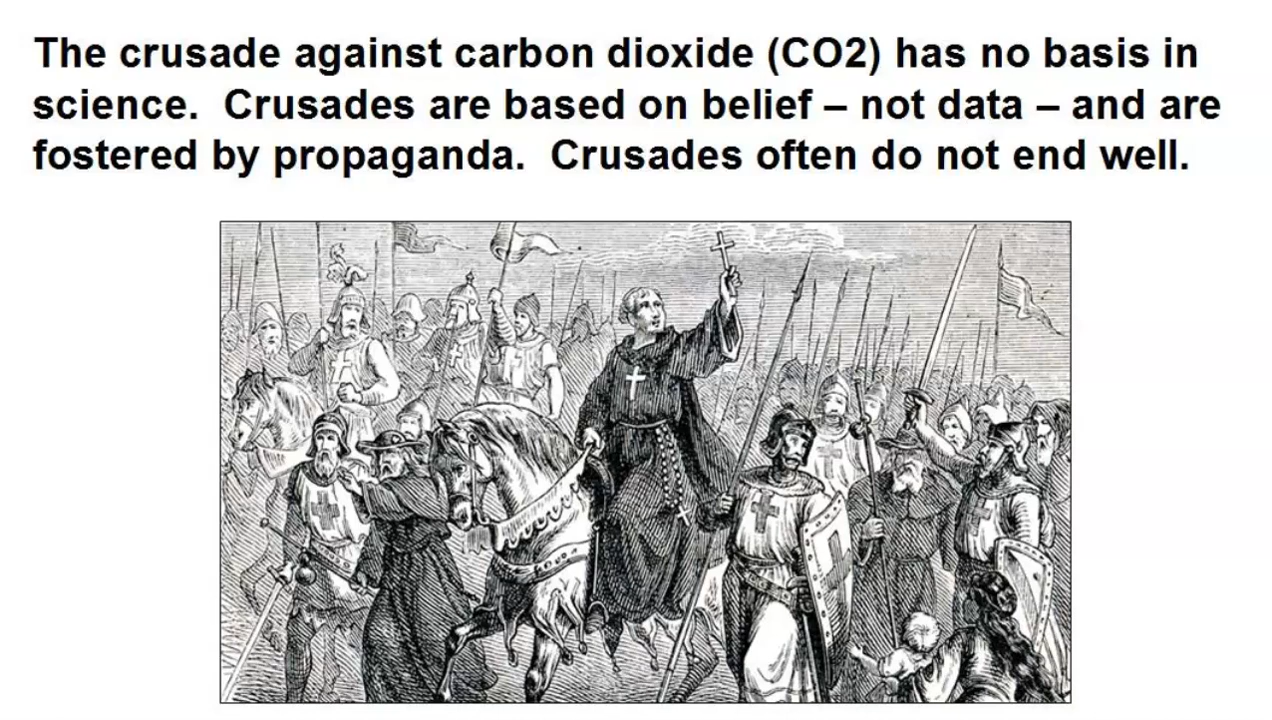 The crusade against carbon dioxide (CO2) has no basis in
science.  Crusades are based on belief – not data – and are
fostered by propaganda.  Crusades often do not end well.